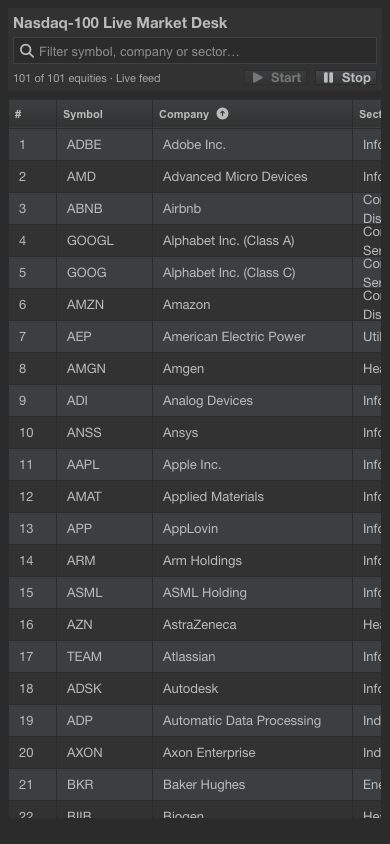 Nasdaq-100 Live Market Desk
Filter symbol, company or sector…
101 of 101 equities · Live feed Start Stop
# Symbol Company
1 ADBE Adobe Inc.
2 AMD Advanced Micro Devices
3 ABNB Airbnb
4 GOOGL Alphabet Inc. (Class A)
5 GOOG Alphabet Inc. (Class C)
6 AMZN Amazon
7 AEP American Electric Power
8 AMGN Amgen
9 ADI Analog Devices
10 ANSS Ansys
11 AAPL Apple Inc.
12 AMAT Applied Materials
13 APP AppLovin
14 ARM Arm Holdings
15 ASML ASML Holding
16 AZN AstraZeneca
17 TEAM Atlassian
18 ADSK Autodesk
19 ADP Automatic Data Processing
20 AXON Axon Enterprise
21 BKR Baker Hughes
22 BIIB Biogen